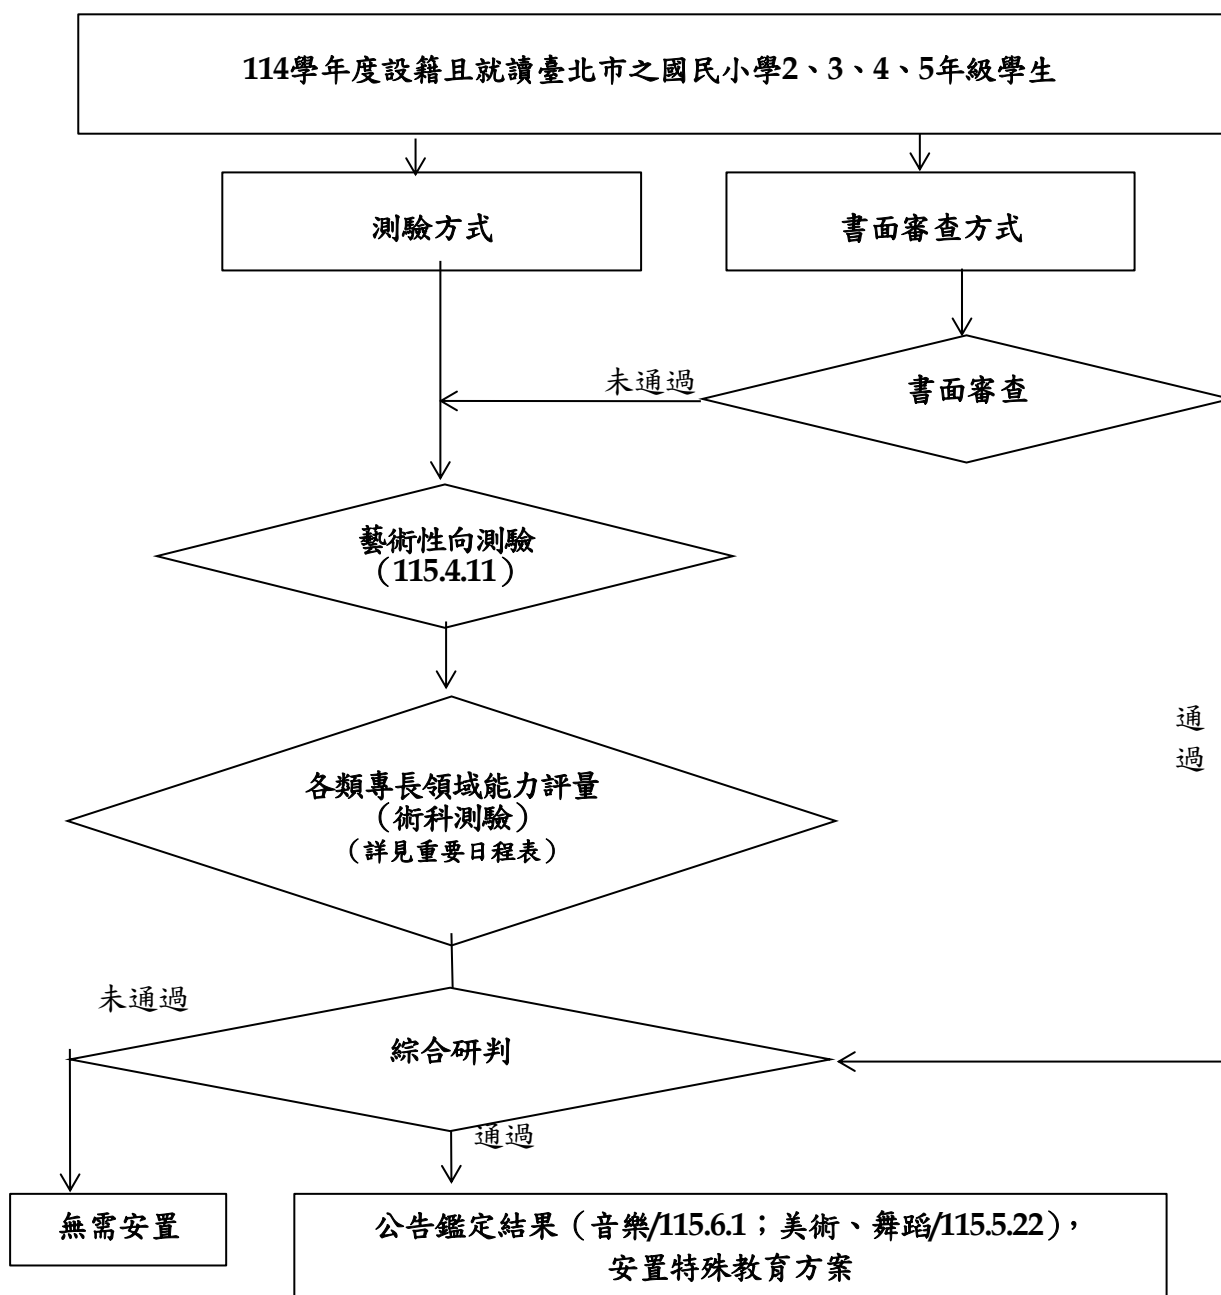 114學年度設籍且就讀臺北市之國民小學2、3、4、5年級學生
測驗方式
書面審查方式
未通過
書面審查
藝術性向測驗
（115.4.11）
通
過
各類專長領域能力評量
（術科測驗）
（詳見重要日程表）
未通過
綜合研判
通過
無需安置
公告鑑定結果（音樂/115.6.1；美術、舞蹈/115.5.22），
安置特殊教育方案